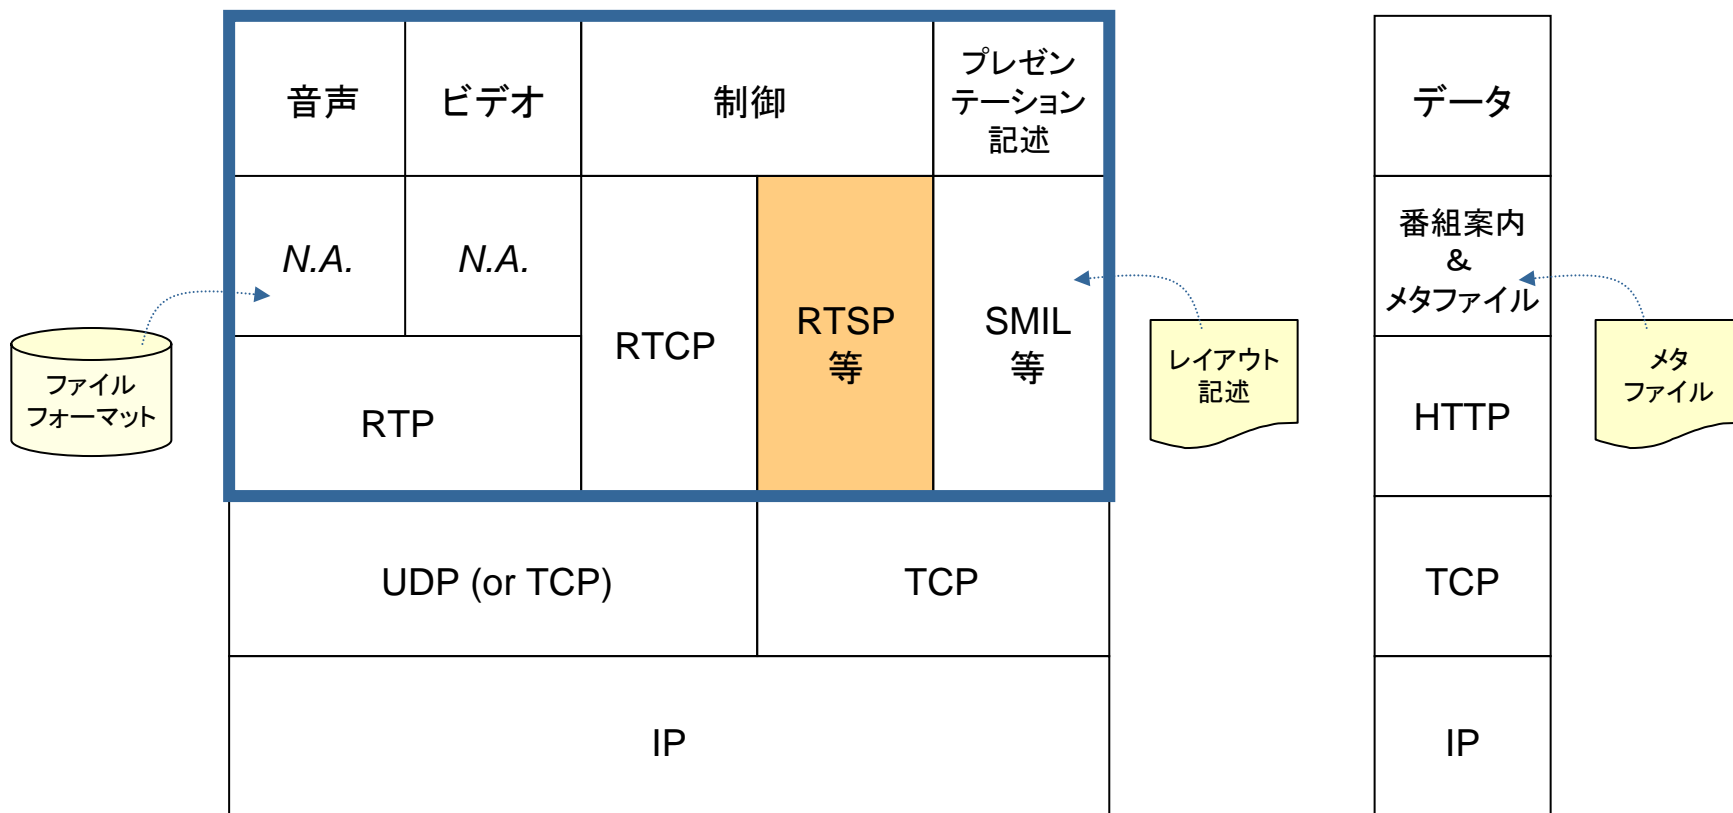 音声
ビデオ
制御
プレゼン
テーション
記述
データ
N.A.
N.A.
RTCP
RTSP
等
SMIL
等
番組案内
&
メタファイル
ファイル
フォーマット
RTP
レイアウト
記述
HTTP
メタ
ファイル
UDP (or TCP)
TCP
TCP
IP
IP